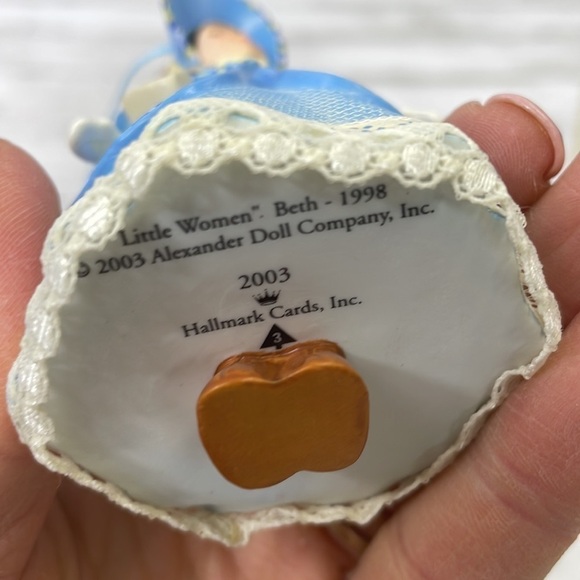 Little Women". Beth - 1998
© 2003 Alexander Doll Company, Inc.
2003
Hallmark Cards, Inc.
3